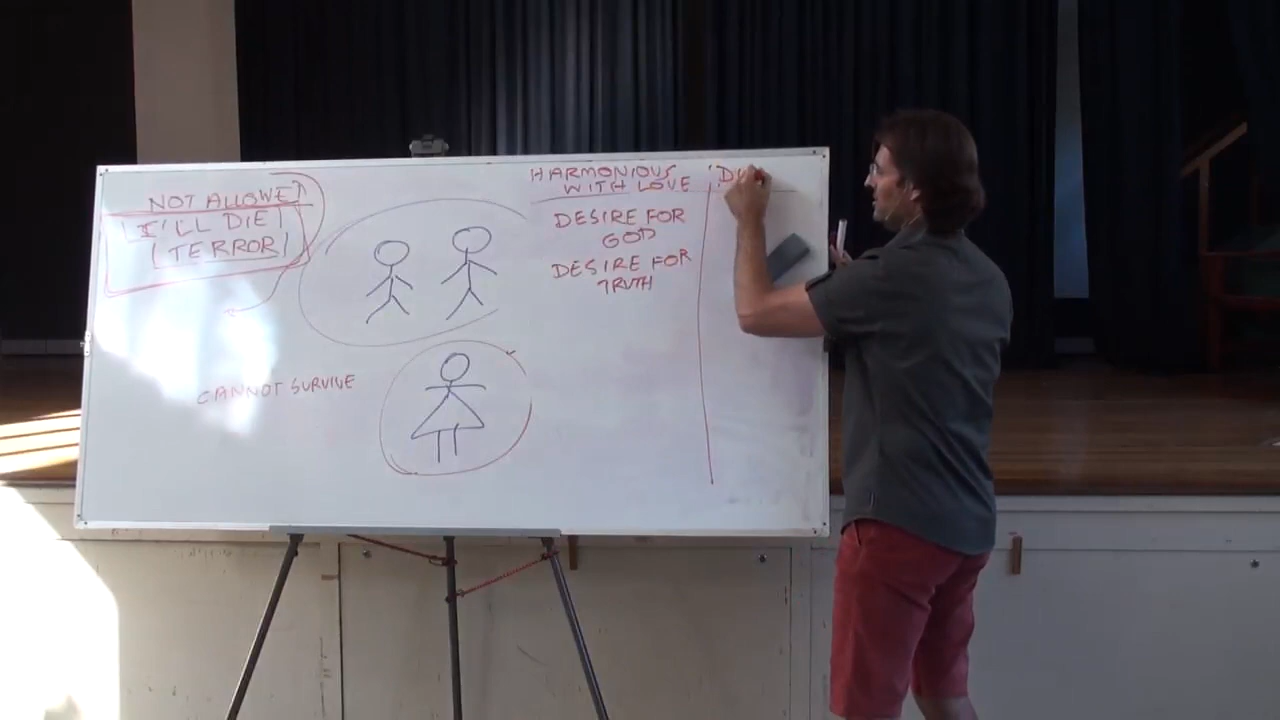 NOT ALLOWED
I'LL DIE
TERROR
CANNOT SURVIVE
HARMONIOUS
WITH LOVE
DESIRE FOR
GOD
DESIRE FOR
TRUTH